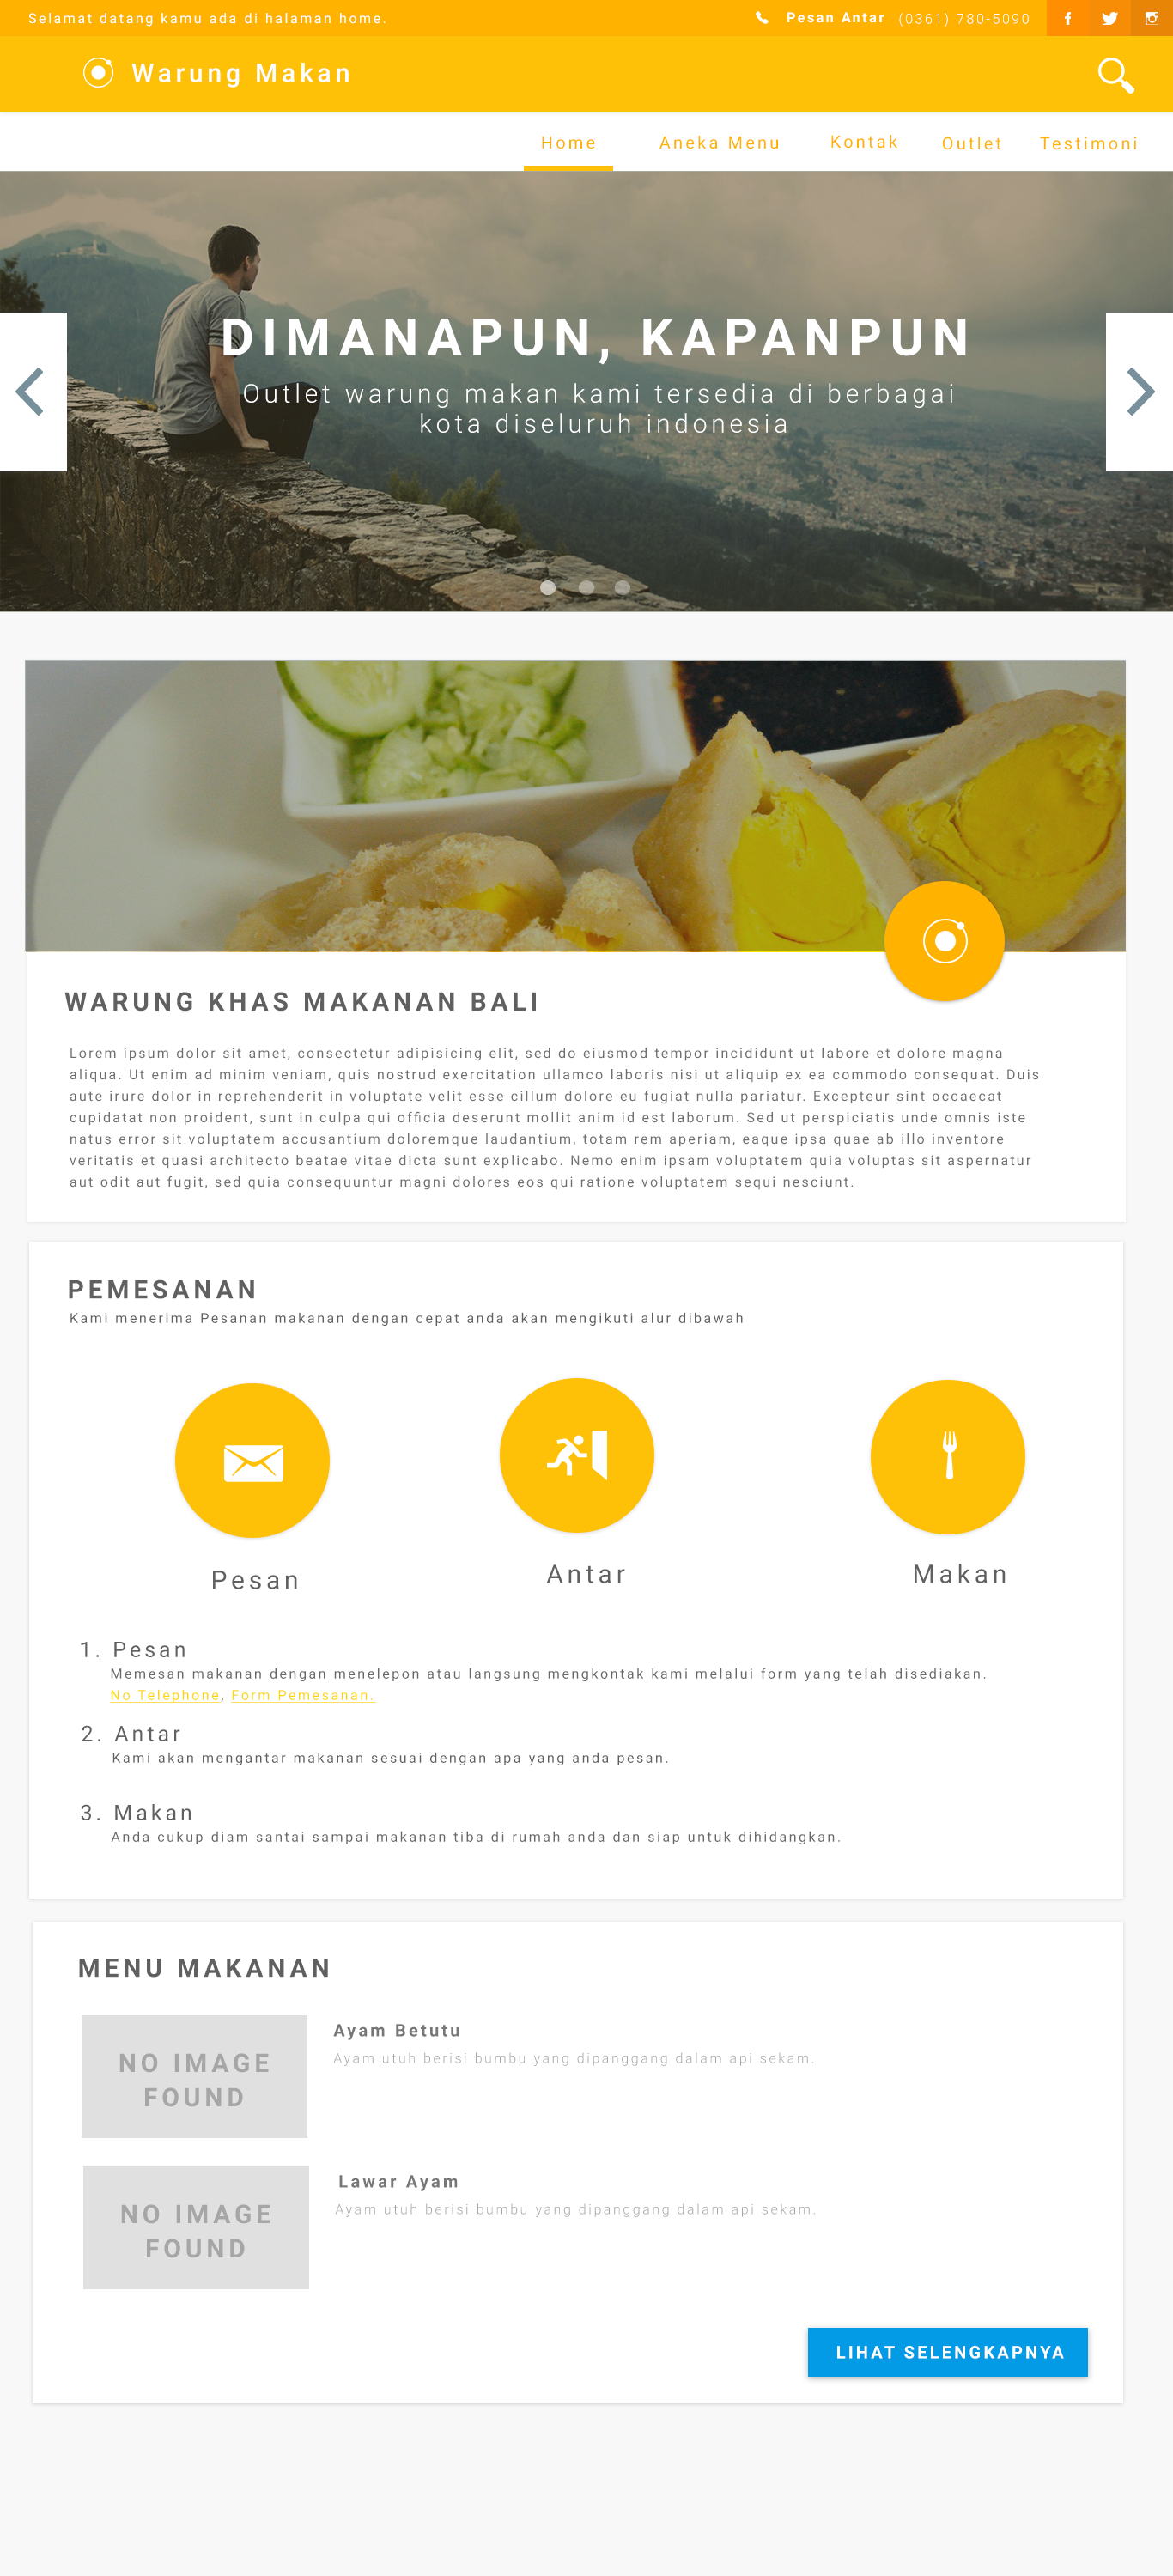 Selamat datang kamu ada di halaman home.
Pesan Antar (0361) 780-5090
Warung Makan
Home Aneka Menu Kontak Outlet Testimoni
DIMANAPUN, KAPANPUN
Outlet warung makan kami tersedia di berbagai
kota diseluruh indonesia
WARUNG KHAS MAKANAN BALI
Lorem ipsum dolor sit amet, consectetur adipisicing elit, sed do eiusmod tempor incididunt ut labore et dolore magna
aliqua. Ut enim ad minim veniam, quis nostrud exercitation ullamco laboris nisi ut aliquip ex ea commodo consequat. Duis
aute irure dolor in reprehenderit in voluptate velit esse cillum dolore eu fugiat nulla pariatur. Excepteur sint occaecat
cupidatat non proident, sunt in culpa qui officia deserunt mollit anim id est laborum. Sed ut perspiciatis unde omnis iste
natus error sit voluptatem accusantium doloremque laudantium, totam rem aperiam, eaque ipsa quae ab illo inventore
veritatis et quasi architecto beatae vitae dicta sunt explicabo. Nemo enim ipsam voluptatem quia voluptas sit aspernatur
aut odit aut fugit, sed quia consequuntur magni dolores eos qui ratione voluptatem sequi nesciunt.
PEMESANAN
Kami menerima Pesanan makanan dengan cepat anda akan mengikuti alur dibawah
Pesan Antar Makan
1. Pesan
Memesan makanan dengan menelepon atau langsung mengkontak kami melalui form yang telah disediakan.
No Telephone, Form Pemesanan.
2. Antar
Kami akan mengantar makanan sesuai dengan apa yang anda pesan.
3. Makan
Anda cukup diam santai sampai makanan tiba di rumah anda dan siap untuk dihidangkan.
MENU MAKANAN
NO IMAGE
FOUND
Ayam Betutu
Ayam utuh berisi bumbu yang dipanggang dalam api sekam.
NO IMAGE
FOUND
Lawar Ayam
Ayam utuh berisi bumbu yang dipanggang dalam api sekam.
LIHAT SELENGKAPNYA